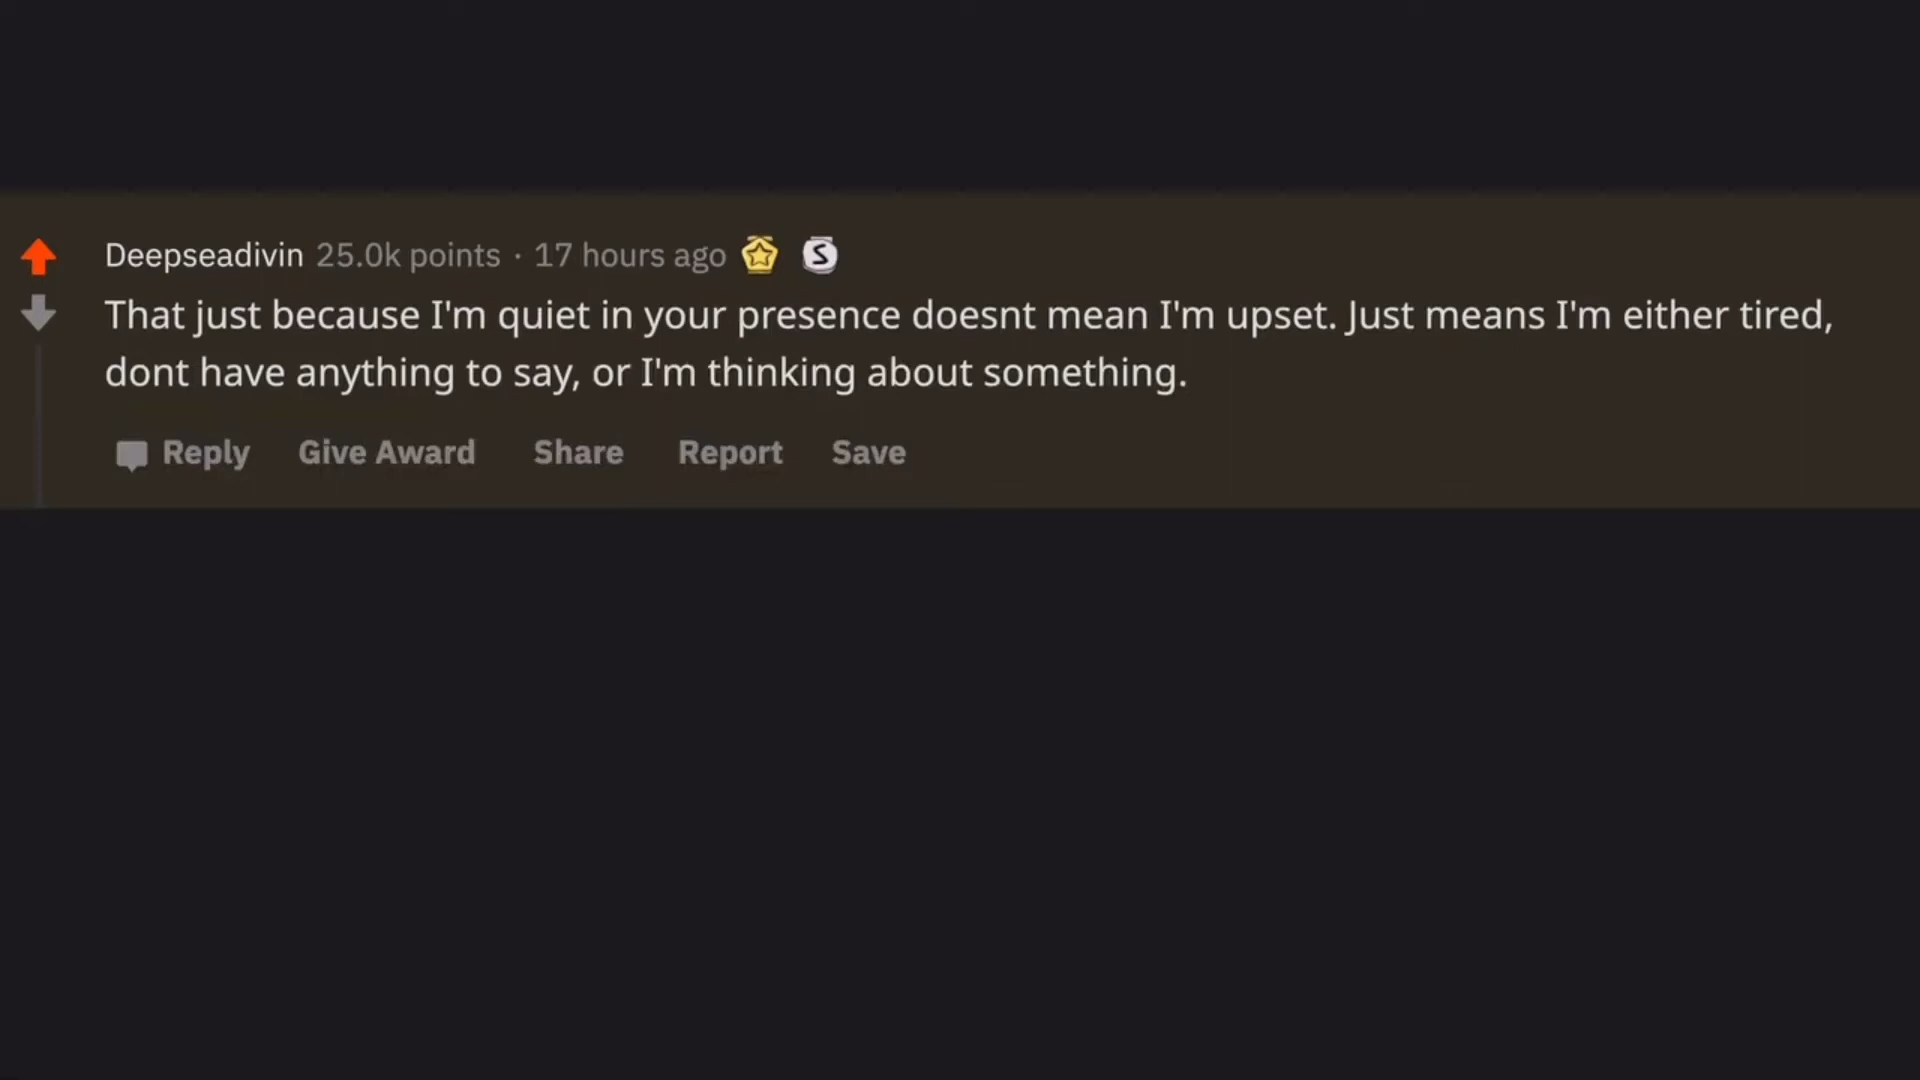 Deepseadivin 25.0k points · 17 hours ago S
That just because I'm quiet in your presence doesnt mean I'm upset. Just means I'm either tired,
dont have anything to say, or I'm thinking about something.
Reply Give Award Share Report Save